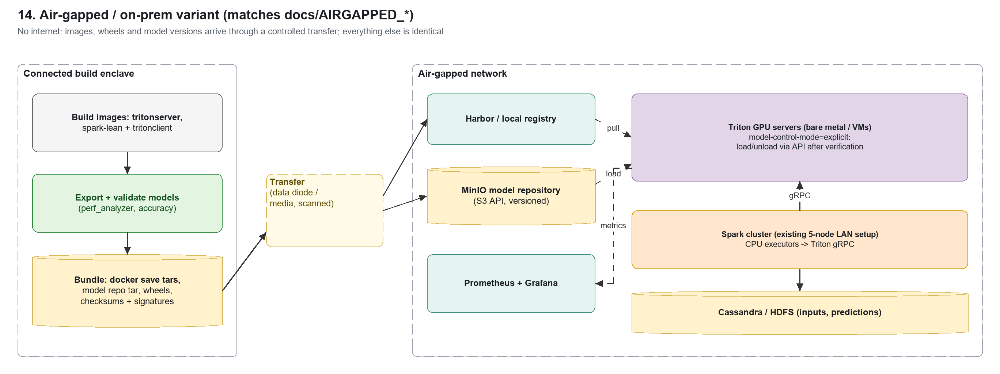 14. Air-gapped / on-prem variant (matches docs/AIRGAPPED_*)
No internet: images, wheels and model versions arrive through a controlled transfer; everything else is identical
Connected build enclave
Build images: tritonserver,
spark-lean + tritonclient
Export + validate models
(perf_analyzer, accuracy)
Bundle: docker save tars,
model repo tar, wheels,
checksums + signatures
Transfer
(data diode /
media, scanned)
Air-gapped network
Harbor / local registry
pull
MinIO model repository
(S3 API, versioned)
load
metrics
Prometheus + Grafana
Triton GPU servers (bare metal / VMs)
model-control-mode=explicit:
load/unload via API after verification
gRPC
Spark cluster (existing 5-node LAN setup)
CPU executors -> Triton gRPC
Cassandra / HDFS (inputs, predictions)